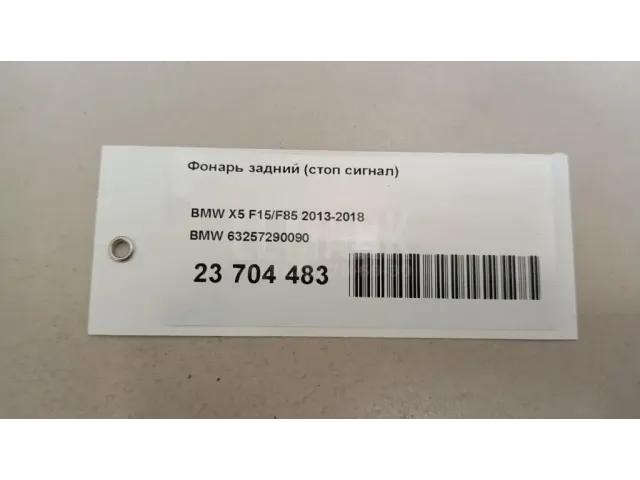 Фонарь задний (стоп сигнал)
BMW X5 F15/F85 2013-2018
BMW 63257290090
23 704 483